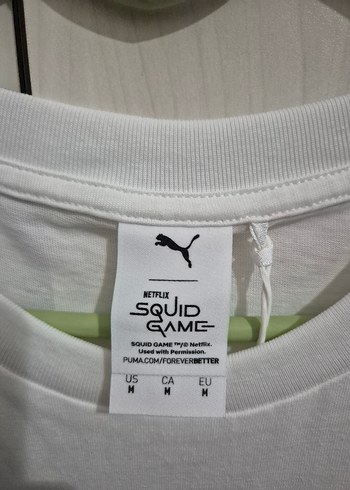 NETFLIX
SQUID
GAME
SQUID GAME ™/© Netflix.
Used with Permission.
PUMA.COM/FOREVERBETTER
US CA EU
M M M